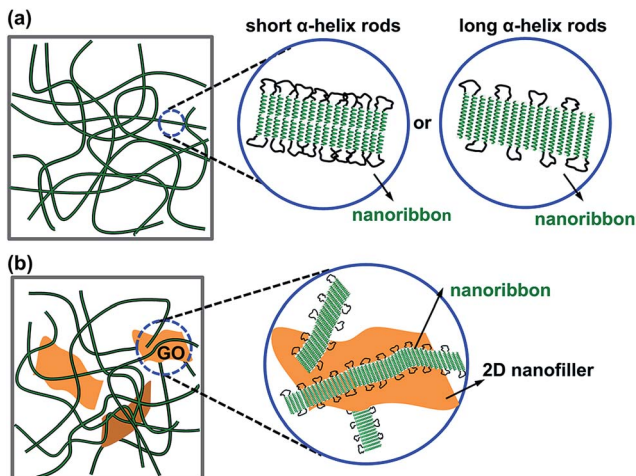 (a)
short α-helix rods
long α-helix rods
or
nanoribbon
nanoribbon
(b)
GO
nanoribbon
2D nanofiller